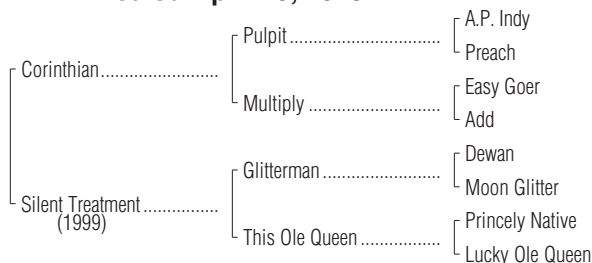 A.P. Indy
Pulpit
Preach
Corinthian
Easy Goer
Multiply
Add
Dewan
Glitterman
Moon Glitter
Silent Treatment
(1999)
Princely Native
This Ole Queen
Lucky Ole Queen